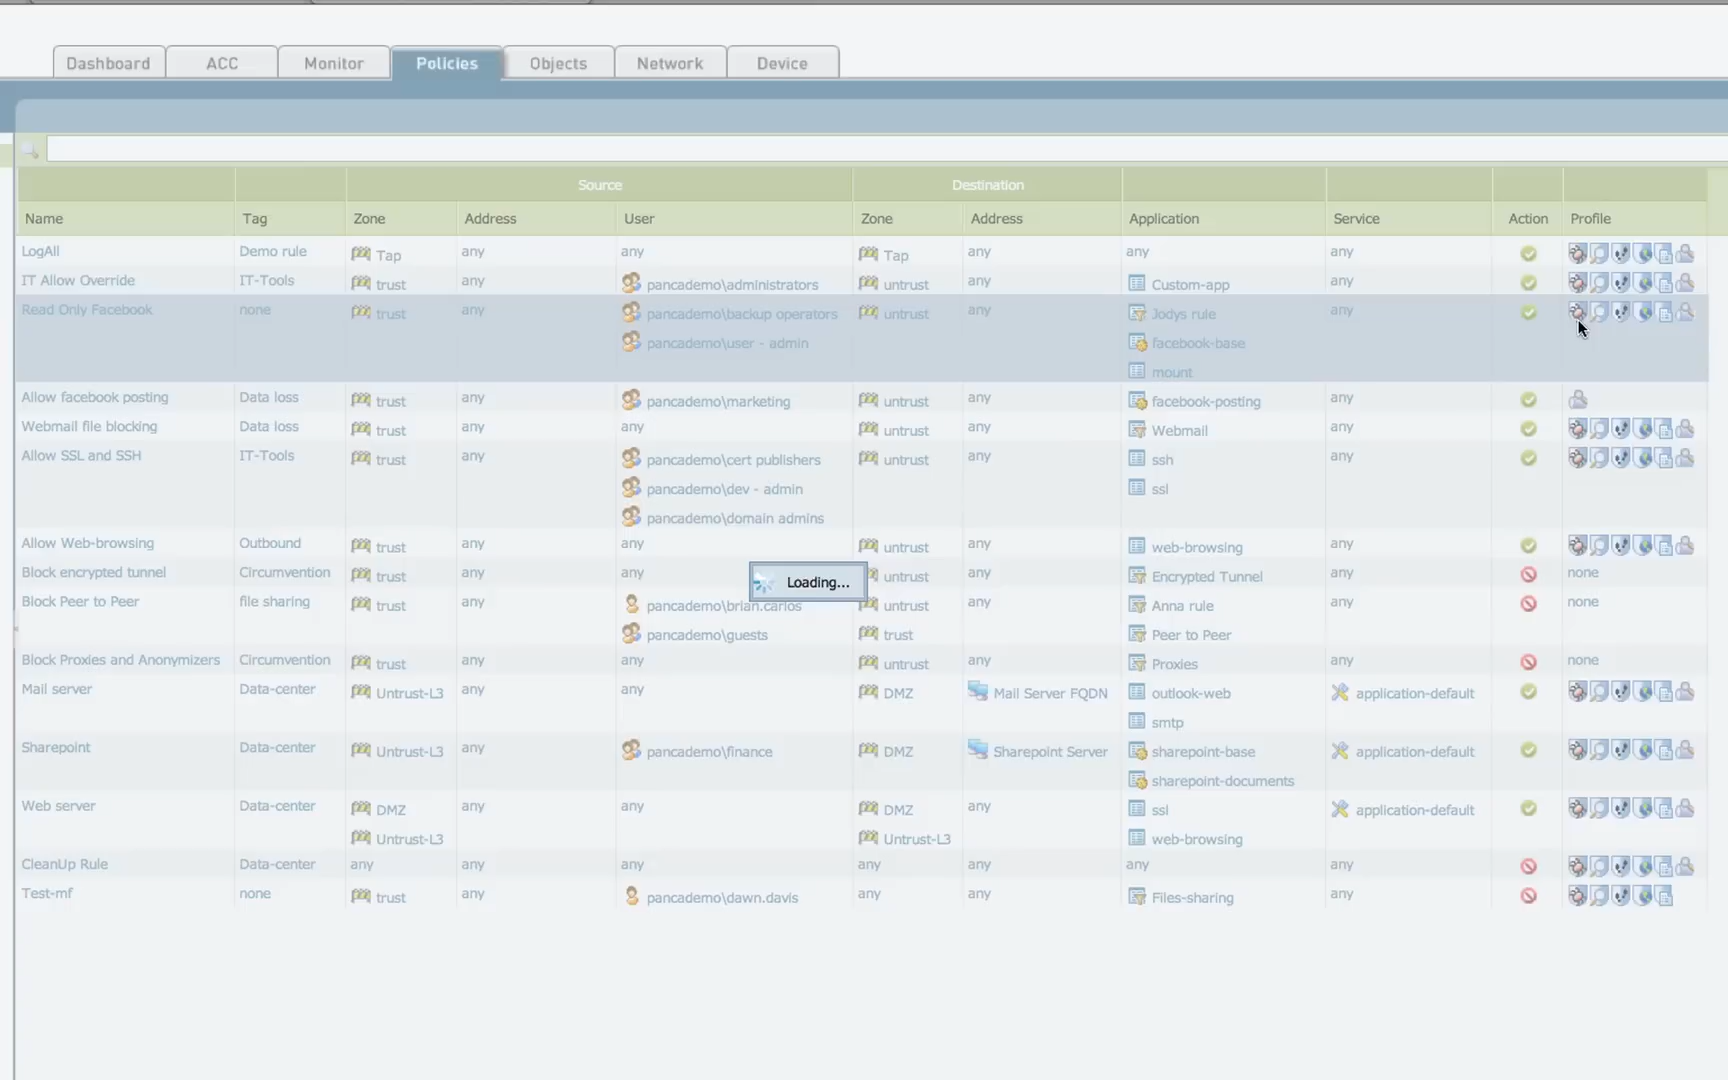 Dashboard ACC Monitor Policies Objects Network Device
Source Destination
Name Tag Zone Address User Zone Address Application Service Action Profile
LogAll Demo rule Tap any any Tap any any any
IT Allow Override IT-Tools trust any pancademo\administrators untrust any Custom-app any
Read Only Facebook none trust any pancademo\backup operators untrust any Jodys rule any
pancademo\user - admin facebook-base
mount
Allow facebook posting Data loss trust any pancademo\marketing untrust any facebook-posting any
Webmail file blocking Data loss trust any any untrust any Webmail any
Allow SSL and SSH IT-Tools trust any pancademo\cert publishers untrust any ssh any
pancademo\dev - admin ssl
pancademo\domain admins
Allow Web-browsing Outbound trust any any untrust any web-browsing any
Block encrypted tunnel Circumvention trust any any untrust any Encrypted Tunnel any none
Loading...
Block Peer to Peer file sharing trust any pancademo\brian.carlos untrust any Anna rule any none
pancademo\guests trust Peer to Peer
Block Proxies and Anonymizers Circumvention trust any any untrust any Proxies any none
Mail server Data-center Untrust-L3 any any DMZ Mail Server FQDN outlook-web application-default
smtp
Sharepoint Data-center Untrust-L3 any pancademo\finance DMZ Sharepoint Server sharepoint-base application-default
sharepoint-documents
Web server Data-center DMZ any any DMZ any ssl application-default
Untrust-L3 Untrust-L3 web-browsing
CleanUp Rule Data-center any any any any any any any
Test-mf none trust any pancademo\dawn.davis any any Files-sharing any